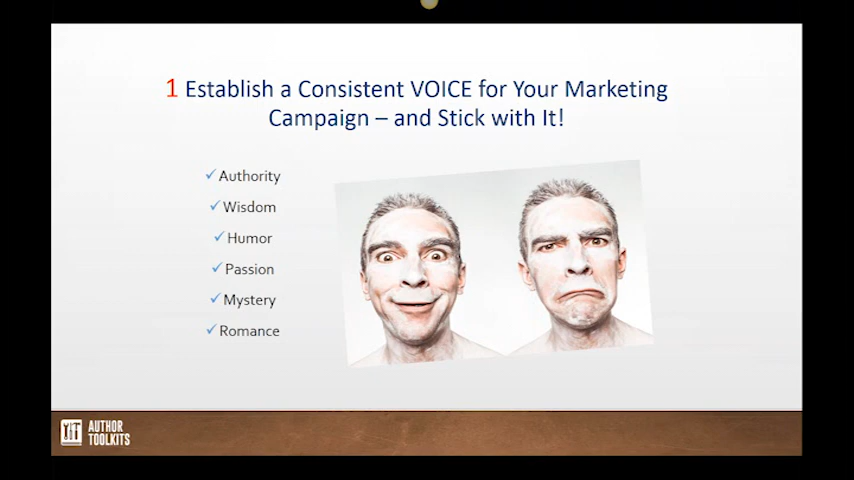 1 Establish a Consistent VOICE for Your Marketing
Campaign – and Stick with It!
✓Authority
✓Wisdom
✓Humor
✓Passion
✓Mystery
✓Romance
AUTHOR
TOOLKITS